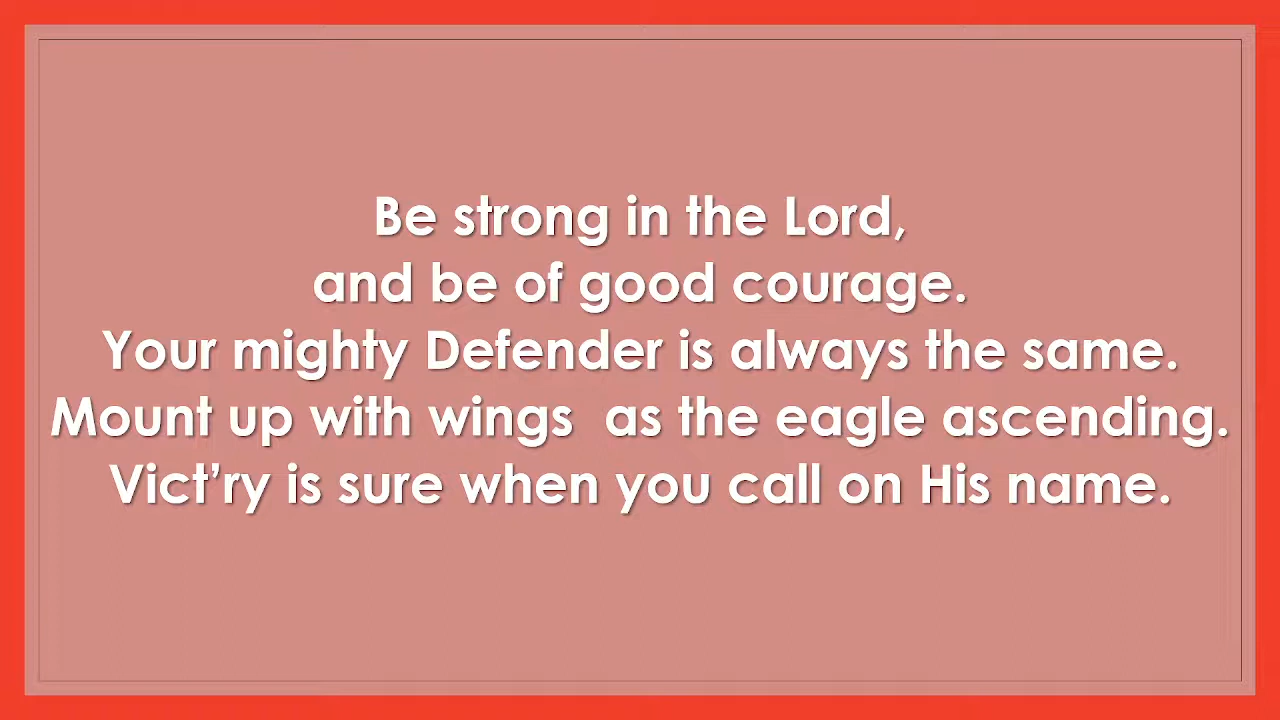 Be strong in the Lord,
and be of good courage.
Your mighty Defender is always the same.
Mount up with wings  as the eagle ascending.
Vict’ry is sure when you call on His name.